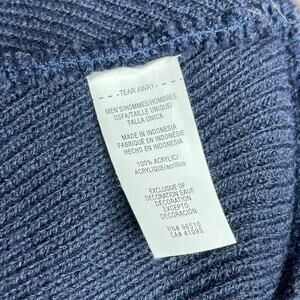 -TEAR AWAY-
MEN'S/HOMMES/HOMBRES
OSFA/TAILLE UNIQUE/
TALLA ÚNICA
MADE IN INDONESIA
FABRIQUÉ EN INDONÉSIE
HECHO EN INDONESIA
100% ACRYLIC/
ACRYLIQUE/acrílico
EXCLUSIVE OF
DECORATION SAUF
DÉCORATION
EXCEPTO
DECORACIÓN
RN# 96510
CA# 41095